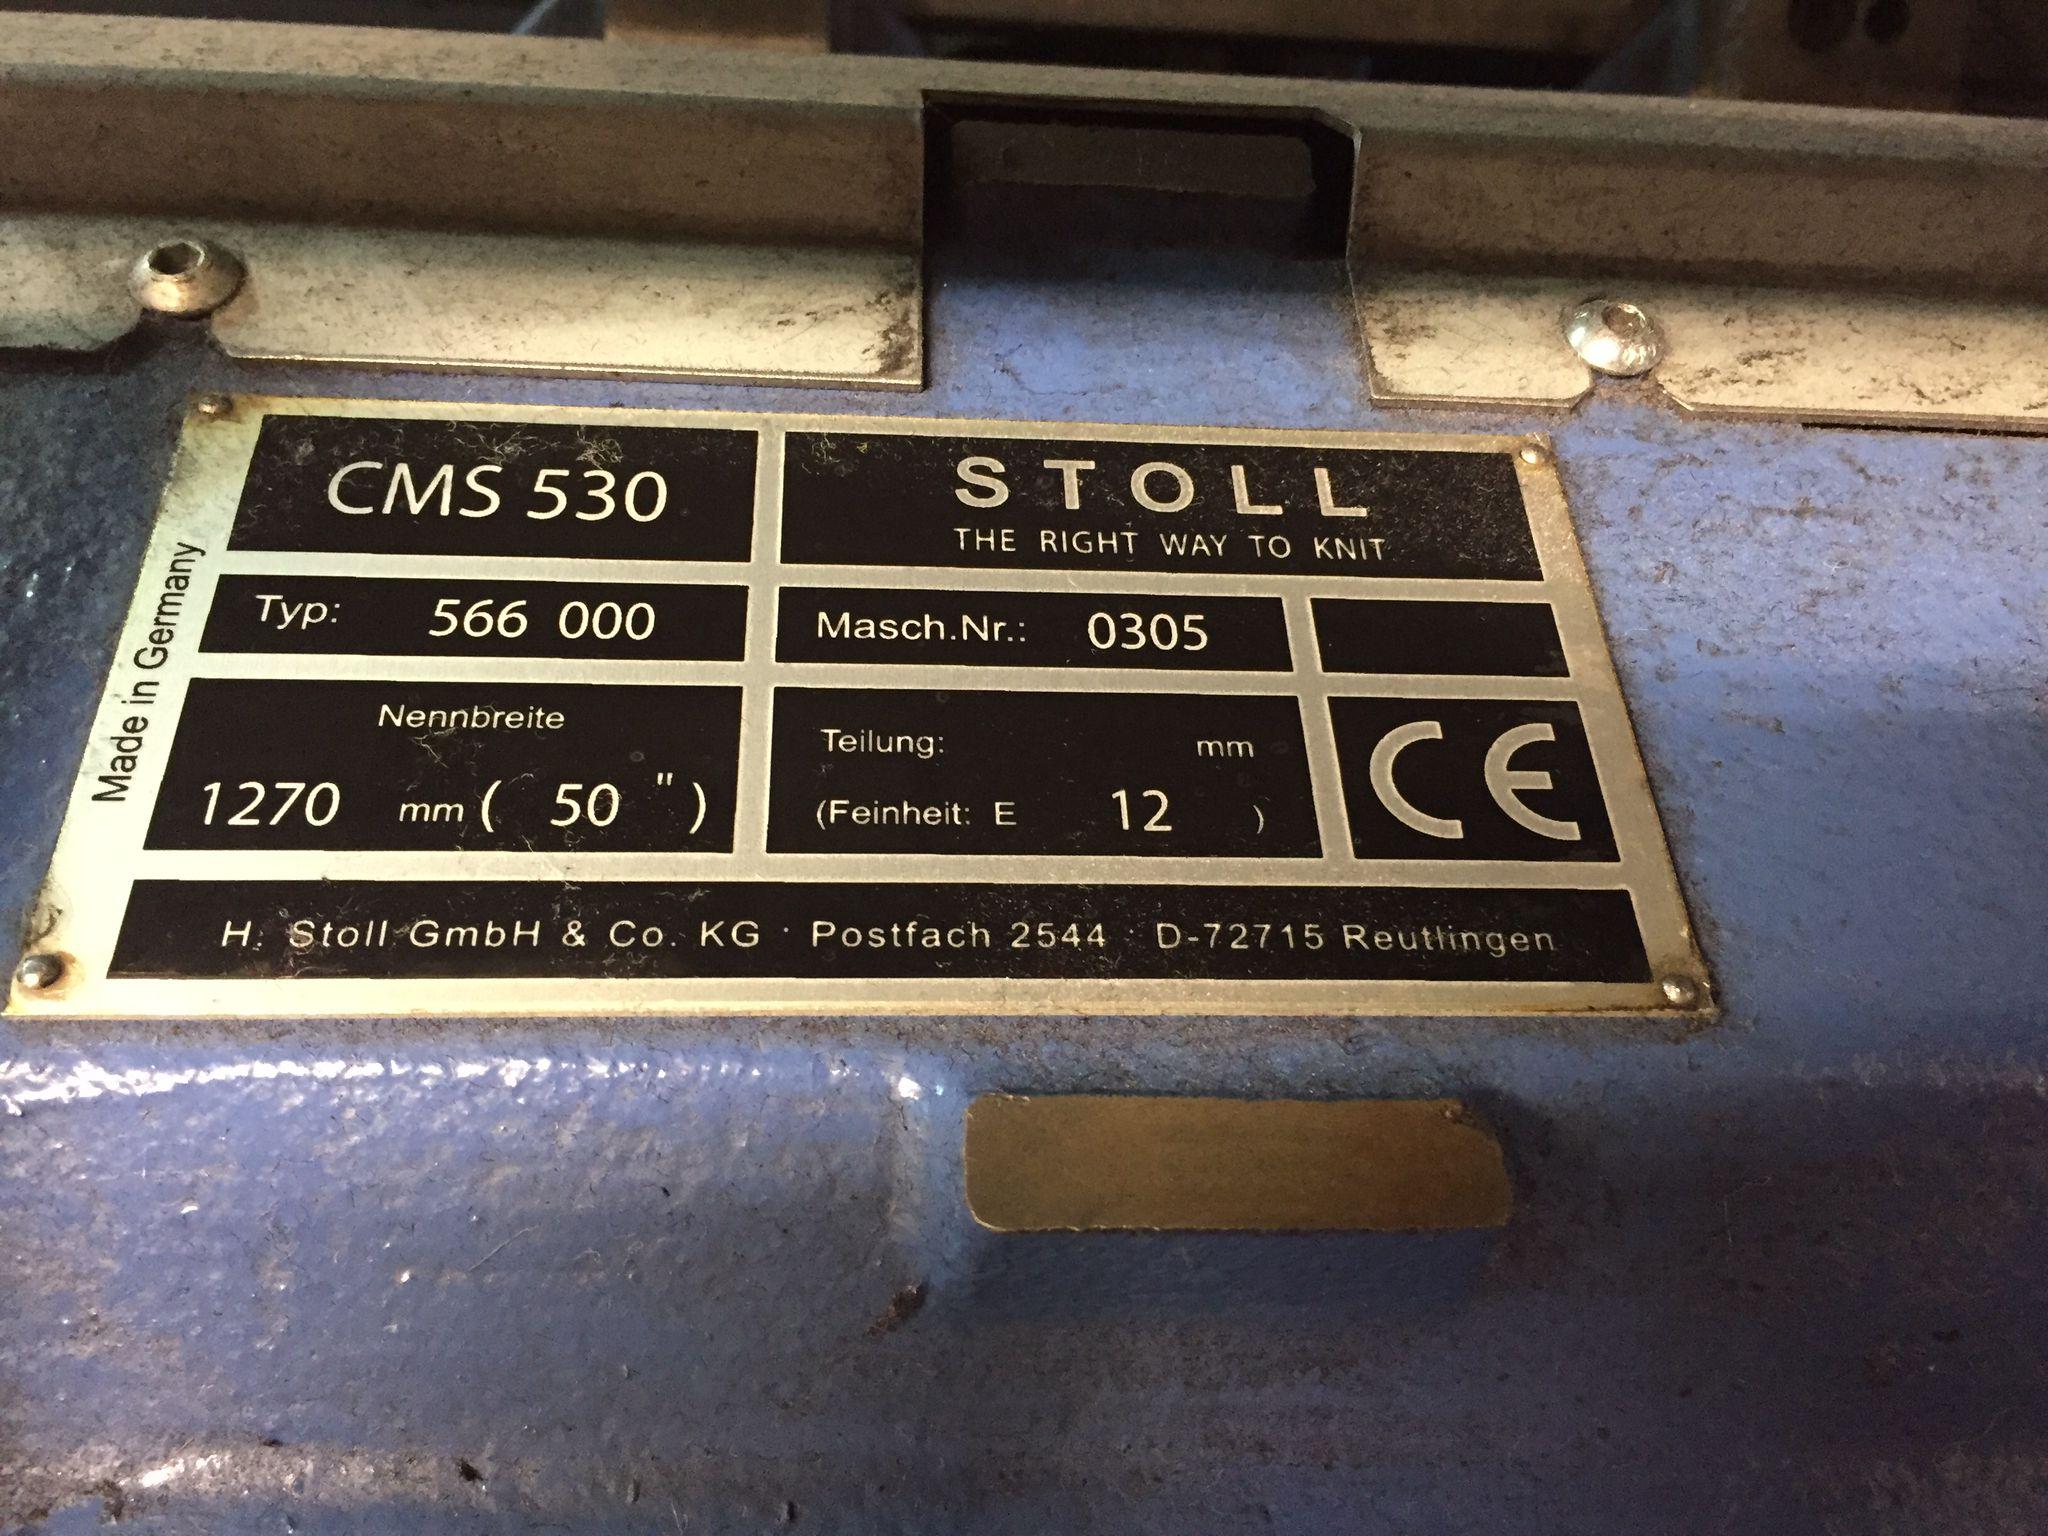 CMS 530
STOLL
THE RIGHT WAY TO KNIT
Typ: 566 000
Masch.Nr.: 0305
Made in Germany
Nennbreite
1270 mm ( 50 " )
Teilung: mm
(Feinheit: E 12 )
CE
H. Stoll GmbH & Co. KG · Postfach 2544 · D-72715 Reutlingen